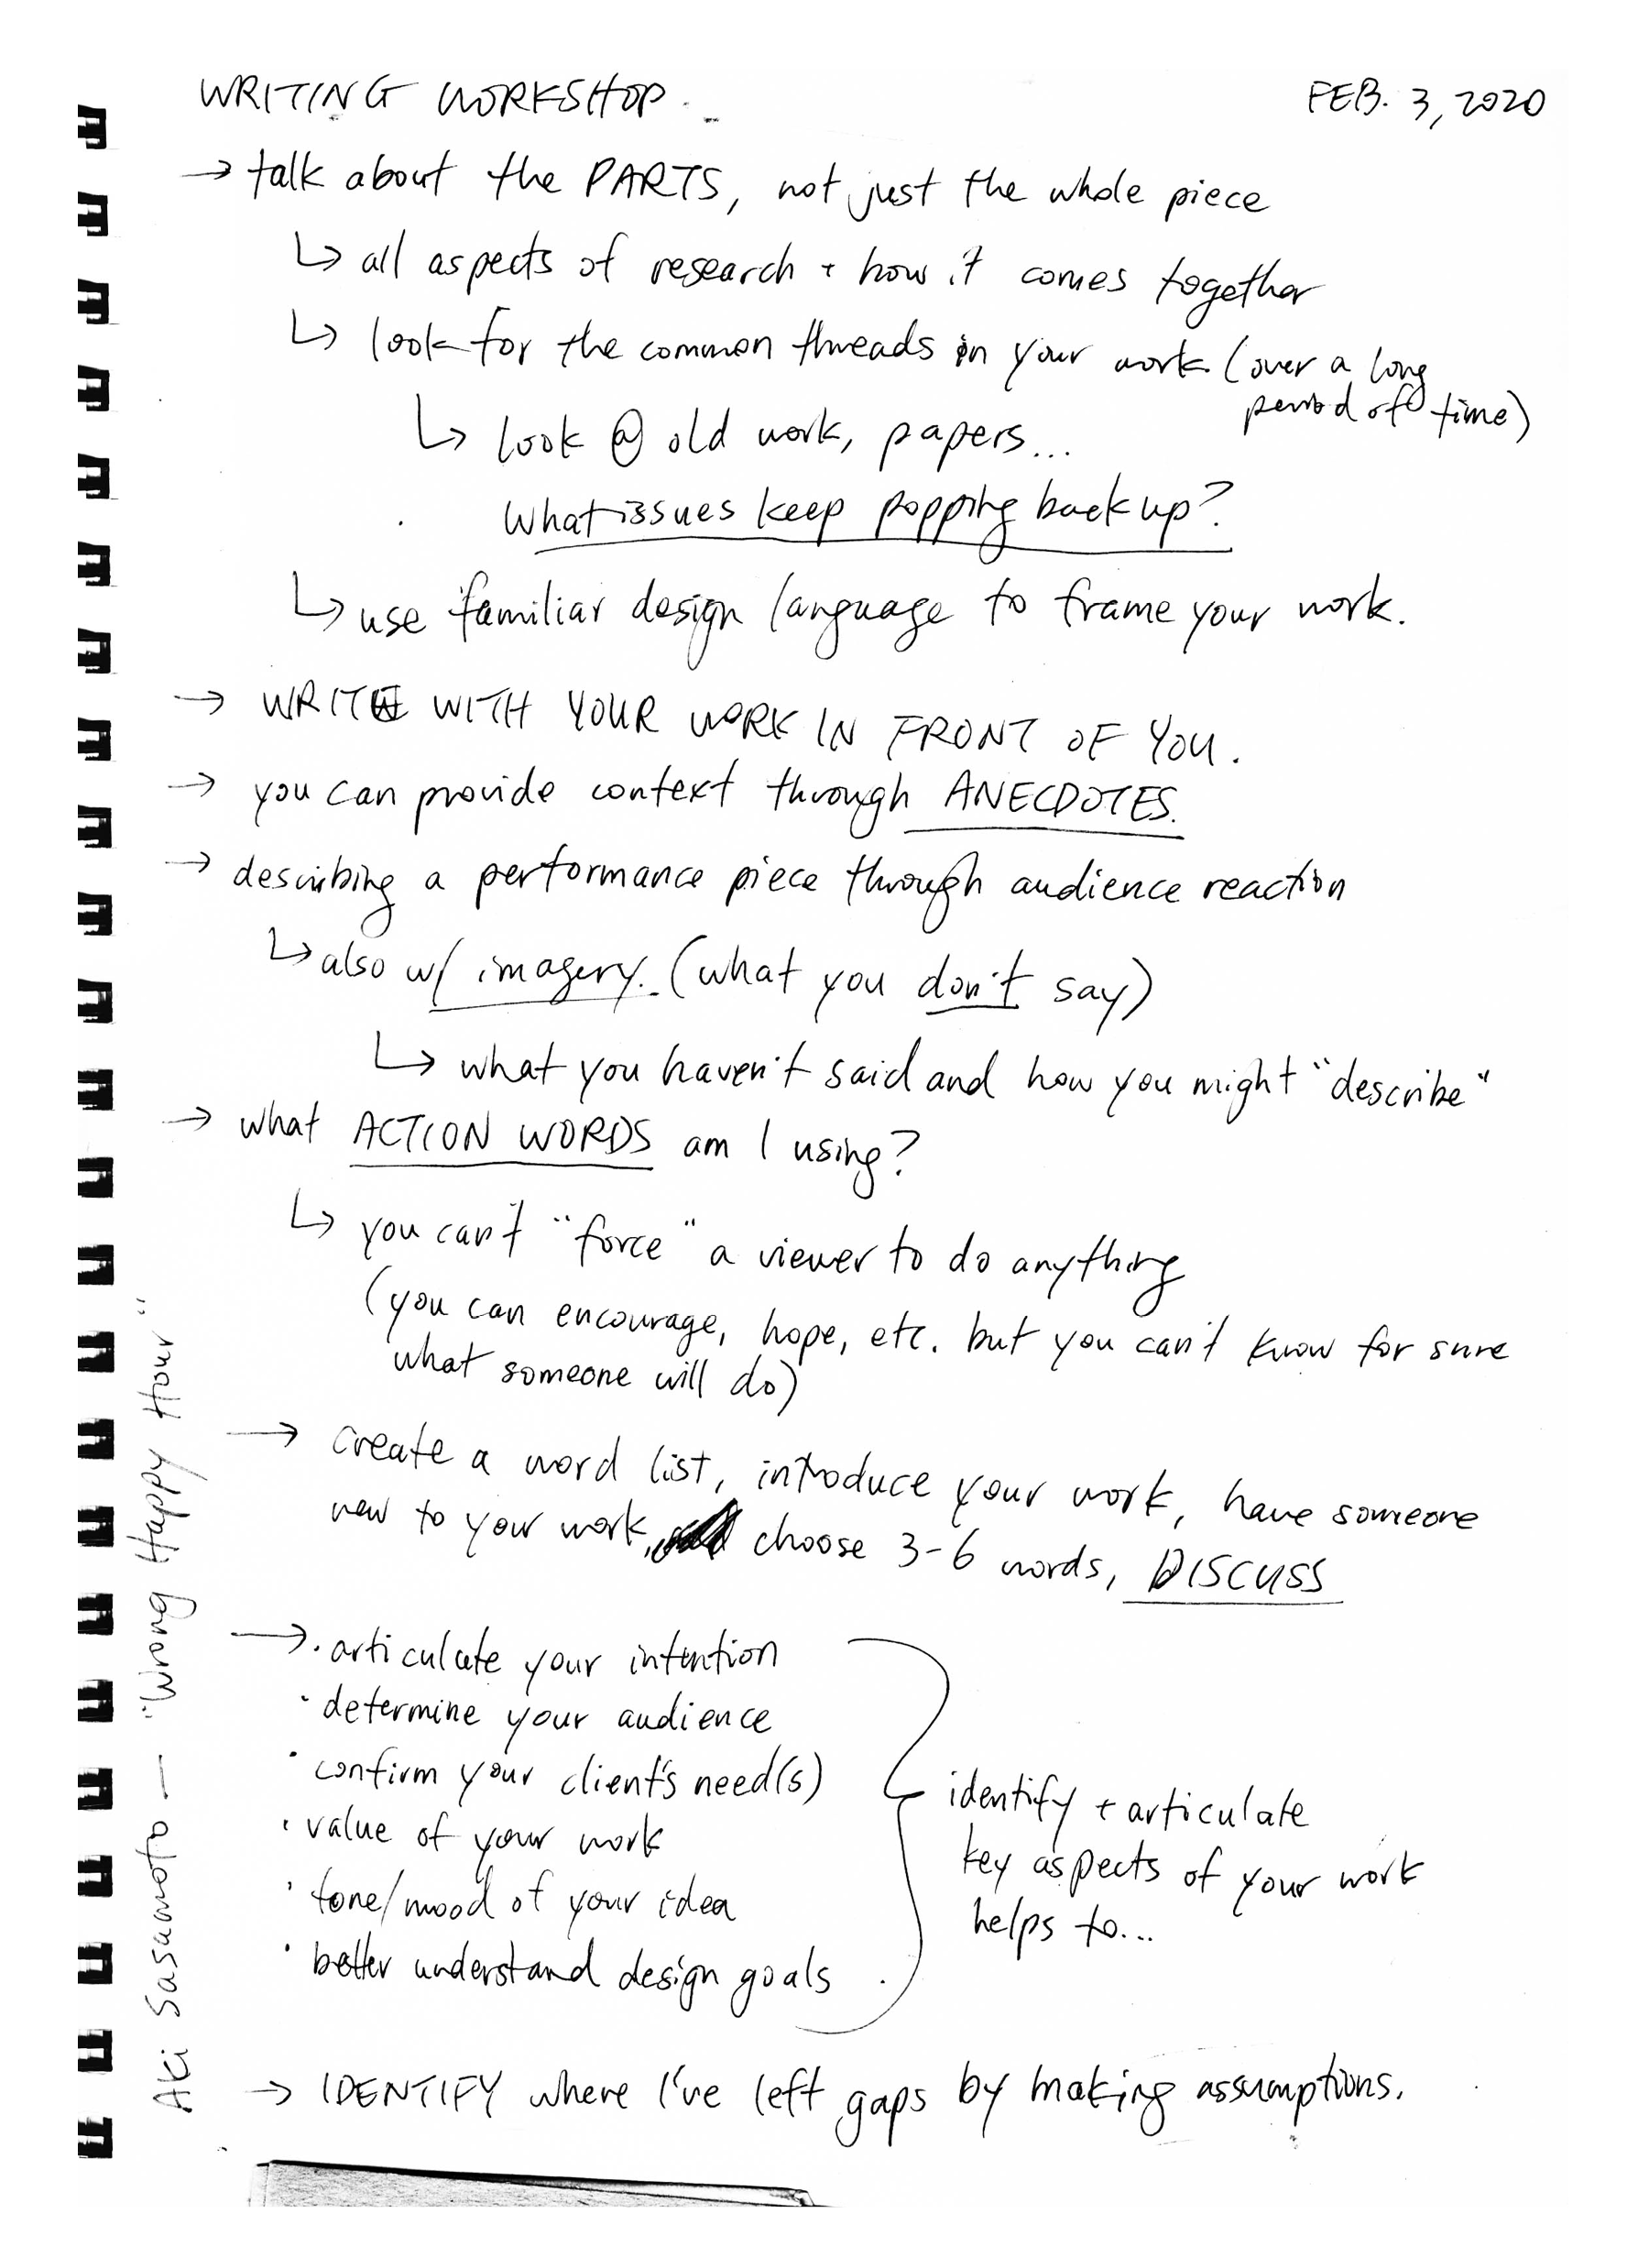 WRITING WORKSHOP.
FEB. 3, 2020
→ talk about the PARTS, not just the whole piece
↳ all aspects of research + how it comes together
↳ look for the common threads in your work (over a long
period of time)
↳ look @ old work, papers...
What issues keep popping back up?
↳ use familiar design language to frame your work.
→ WRITE WITH YOUR WORK IN FRONT OF YOU.
→ you can provide context through ANECDOTES.
→ describing a performance piece through audience reaction
↳ also w/ imagery. (what you don't say)
↳ what you haven't said and how you might "describe"
→ what ACTION WORDS am I using?
↳ you can't "force" a viewer to do anything
(you can encourage, hope, etc. but you can't know for sure
what someone will do)
→ create a word list, introduce your work, have someone
new to your work, choose 3-6 words, DISCUSS
→ · articulate your intention
· determine your audience
· confirm your client's need(s)
· value of your work
· tone/mood of your idea
· better understand design goals
identify + articulate
key aspects of your work
helps to...
→ IDENTIFY where I've left gaps by making assumptions.
Aki Sasamoto — "Wrong Happy Hour"